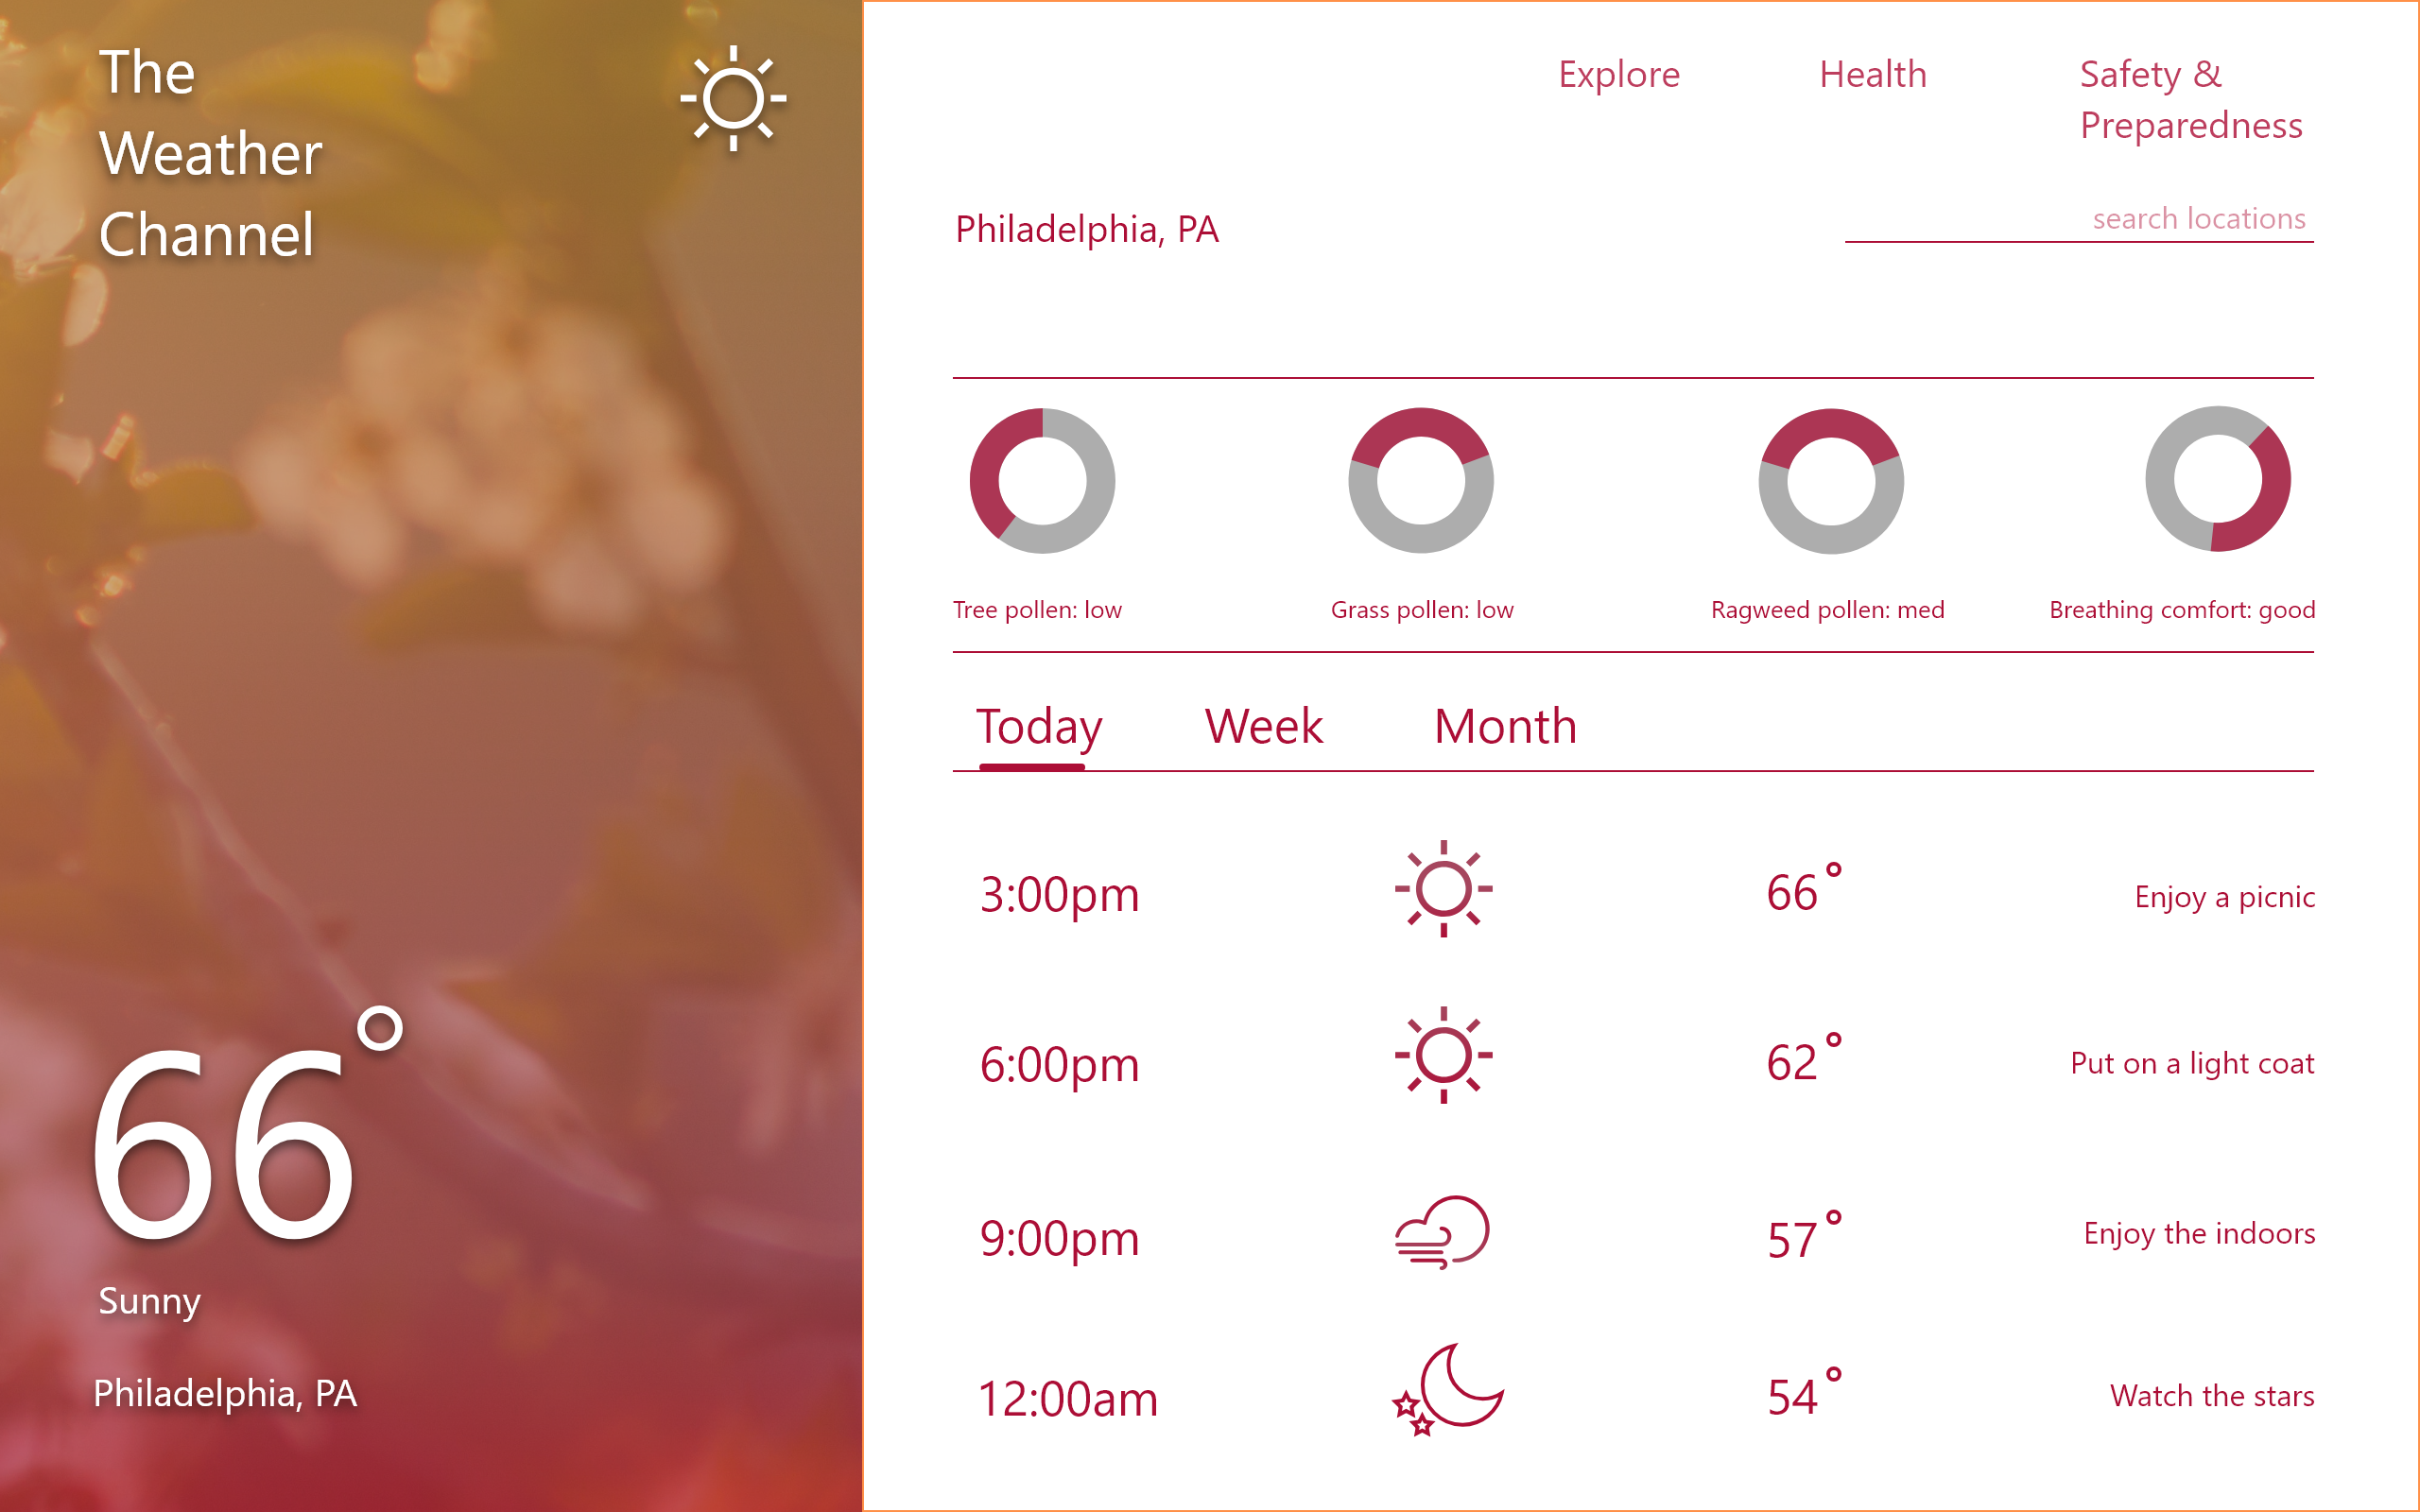 The
Weather
Channel
66°
Sunny
Philadelphia, PA
Explore
Health
Safety &
Preparedness
Philadelphia, PA
search locations
Tree pollen: low
Grass pollen: low
Ragweed pollen: med
Breathing comfort: good
Today
Week
Month
3:00pm 66° Enjoy a picnic
6:00pm 62° Put on a light coat
9:00pm 57° Enjoy the indoors
12:00am 54° Watch the stars